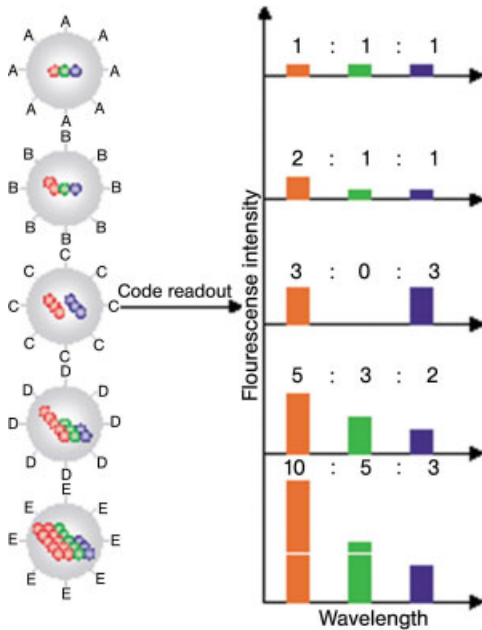 A
A A
A A
A A
A
B
B B
B B
B B
B
C
C C
C C
C C
C
D
D D
D D
D D
D
E
E E
E E
E E
E
Code readout
Flourescense intensity
1 : 1 : 1
2 : 1 : 1
3 : 0 : 3
5 : 3 : 2
10 : 5 : 3
Wavelength